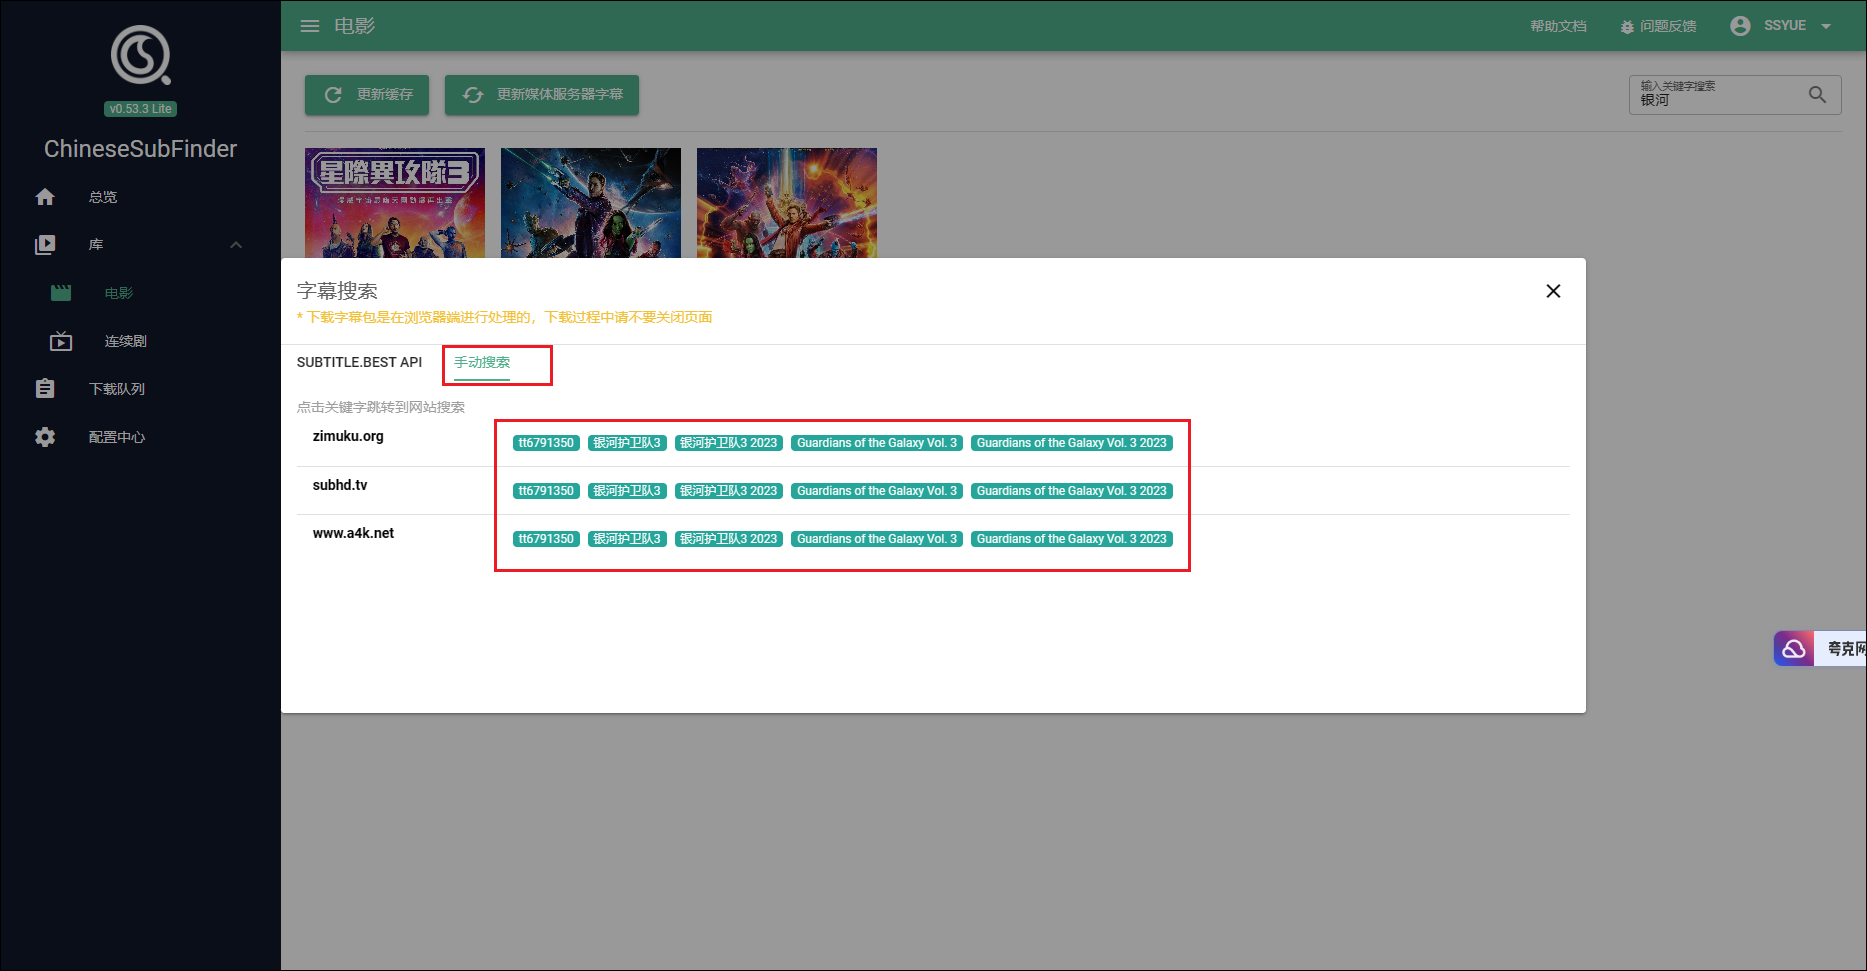 v0.53.3 Lite
ChineseSubFinder
总览
库
电影
连续剧
下载队列
配置中心
电影
帮助文档
问题反馈
SSYUE
更新缓存
更新媒体服务器字幕
输入关键字搜索
银河
星際異攻隊3
字幕搜索
* 下载字幕包是在浏览器端进行处理的，下载过程中请不要关闭页面
SUBTITLE.BEST API
手动搜索
点击关键字跳转到网站搜索
zimuku.org tt6791350 银河护卫队3 银河护卫队3 2023 Guardians of the Galaxy Vol. 3 Guardians of the Galaxy Vol. 3 2023
subhd.tv tt6791350 银河护卫队3 银河护卫队3 2023 Guardians of the Galaxy Vol. 3 Guardians of the Galaxy Vol. 3 2023
www.a4k.net tt6791350 银河护卫队3 银河护卫队3 2023 Guardians of the Galaxy Vol. 3 Guardians of the Galaxy Vol. 3 2023
夸克网